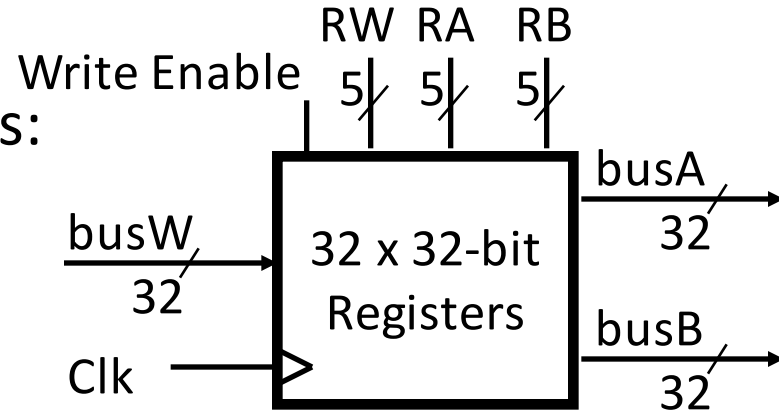 RW RA RB
Write Enable
5 5 5
s:
busA
32
busW
32
32 x 32-bit
Registers
busB
32
Clk